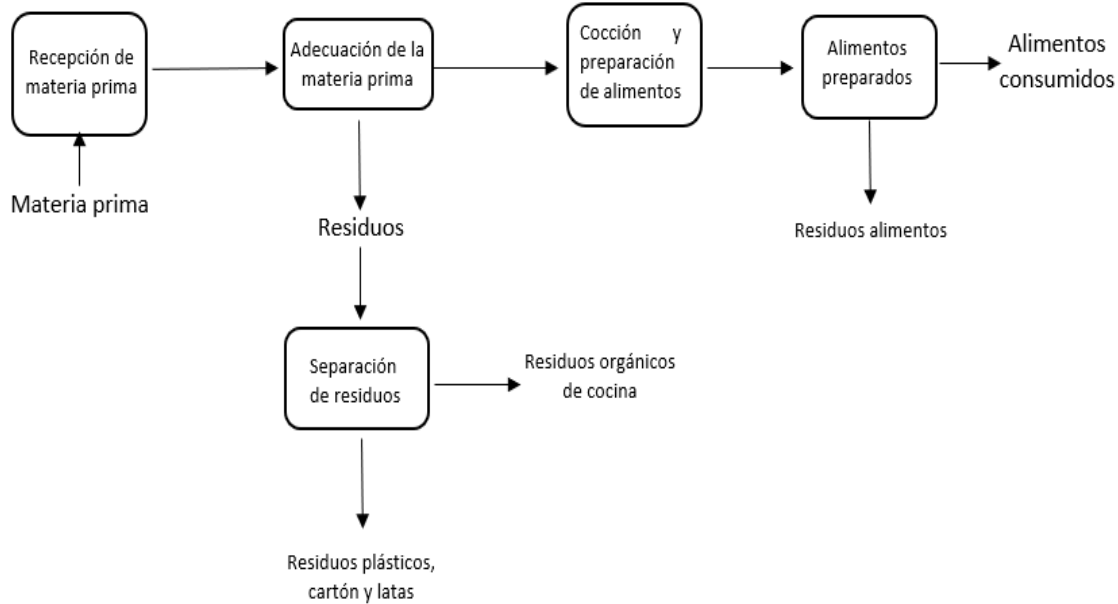 Recepción de
materia prima
Adecuación de la
materia prima
Cocción y
preparación
de alimentos
Alimentos
preparados
Alimentos
consumidos
Materia prima
Residuos
Residuos alimentos
Separación
de residuos
Residuos orgánicos
de cocina
Residuos plásticos,
cartón y latas